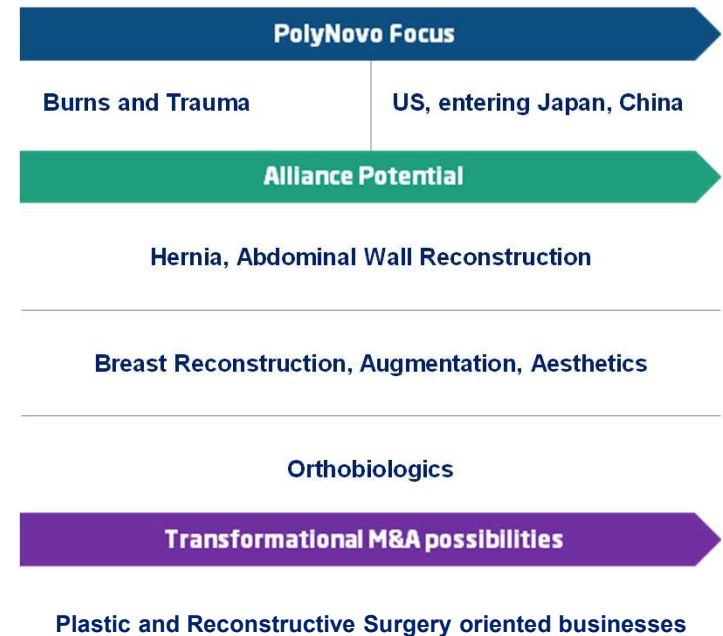 PolyNovo Focus
Burns and Trauma
US, entering Japan, China
Alliance Potential
Hernia, Abdominal Wall Reconstruction
Breast Reconstruction, Augmentation, Aesthetics
Orthobiologics
Transformational M&A possibilities
Plastic and Reconstructive Surgery oriented businesses